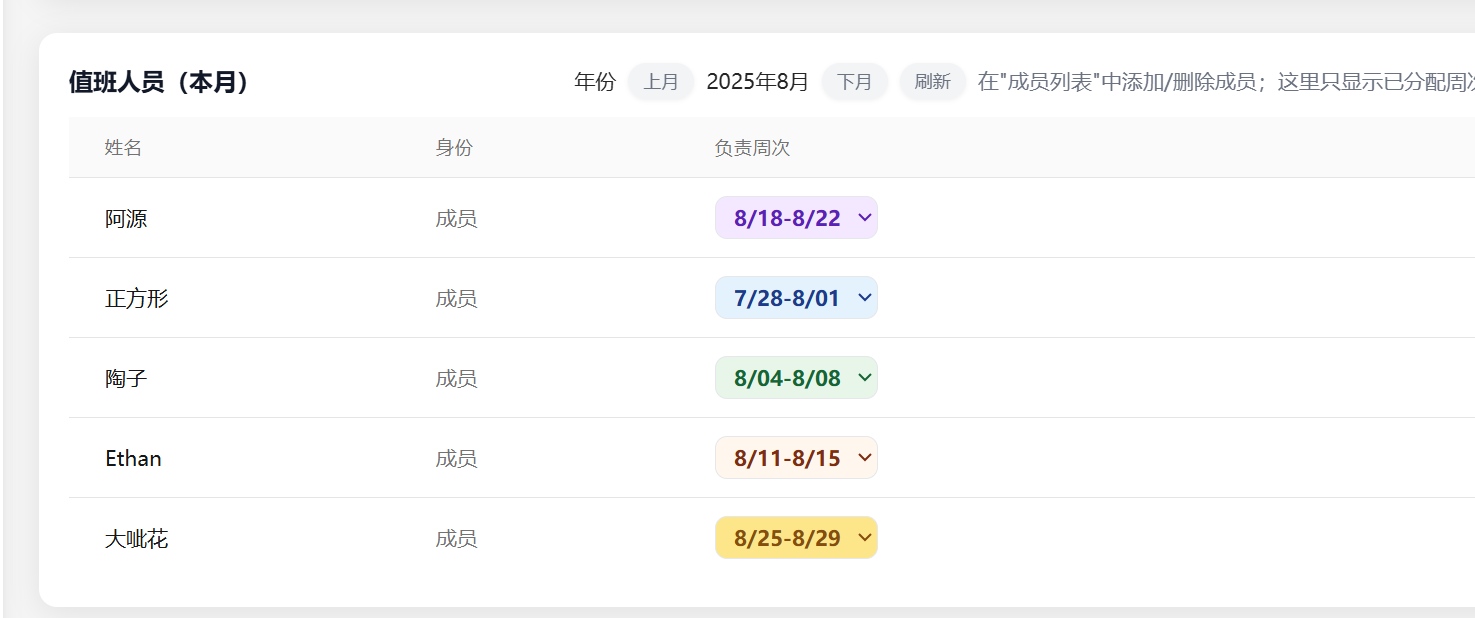 值班人员（本月） 年份 上月 2025年8月 下月 刷新 在"成员列表"中添加/删除成员；这里只显示已分配周
姓名 身份 负责周次
阿源 成员 8/18-8/22
正方形 成员 7/28-8/01
陶子 成员 8/04-8/08
Ethan 成员 8/11-8/15
大呲花 成员 8/25-8/29